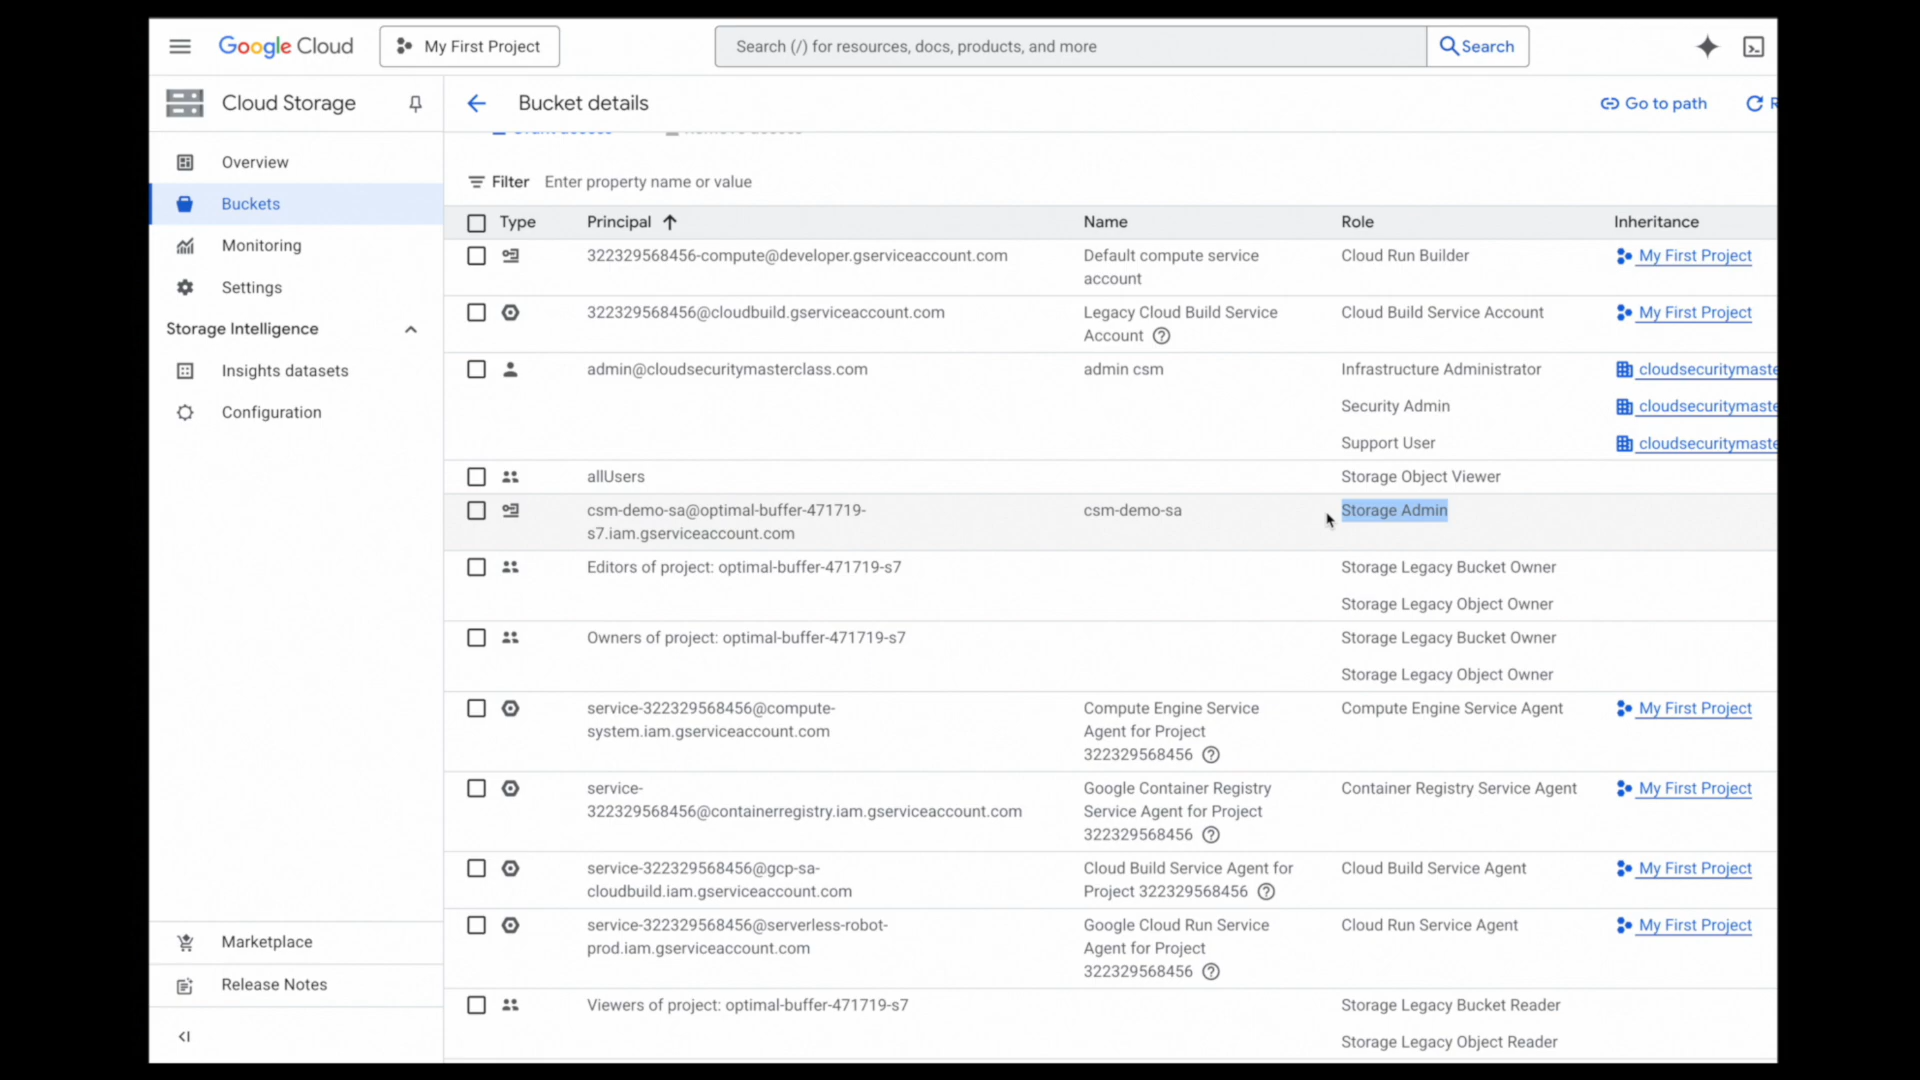 Google Cloud
My First Project
Search (/) for resources, docs, products, and more
Search
Cloud Storage
Bucket details
Go to path
R
Overview
Buckets
Monitoring
Settings
Storage Intelligence
Insights datasets
Configuration
Marketplace
Release Notes
Grant access
Remove access
Filter Enter property name or value
Type Principal Name Role Inheritance
322329568456-compute@developer.gserviceaccount.com Default compute service Cloud Run Builder My First Project
account
322329568456@cloudbuild.gserviceaccount.com Legacy Cloud Build Service Cloud Build Service Account My First Project
Account
admin@cloudsecuritymasterclass.com admin csm Infrastructure Administrator cloudsecuritymaste
Security Admin cloudsecuritymaste
Support User cloudsecuritymaste
allUsers Storage Object Viewer
csm-demo-sa@optimal-buffer-471719- csm-demo-sa Storage Admin
s7.iam.gserviceaccount.com
Editors of project: optimal-buffer-471719-s7 Storage Legacy Bucket Owner
Storage Legacy Object Owner
Owners of project: optimal-buffer-471719-s7 Storage Legacy Bucket Owner
Storage Legacy Object Owner
service-322329568456@compute- Compute Engine Service Compute Engine Service Agent My First Project
system.iam.gserviceaccount.com Agent for Project
322329568456
service- Google Container Registry Container Registry Service Agent My First Project
322329568456@containerregistry.iam.gserviceaccount.com Service Agent for Project
322329568456
service-322329568456@gcp-sa- Cloud Build Service Agent for Cloud Build Service Agent My First Project
cloudbuild.iam.gserviceaccount.com Project 322329568456
service-322329568456@serverless-robot- Google Cloud Run Service Cloud Run Service Agent My First Project
prod.iam.gserviceaccount.com Agent for Project
322329568456
Viewers of project: optimal-buffer-471719-s7 Storage Legacy Bucket Reader
Storage Legacy Object Reader